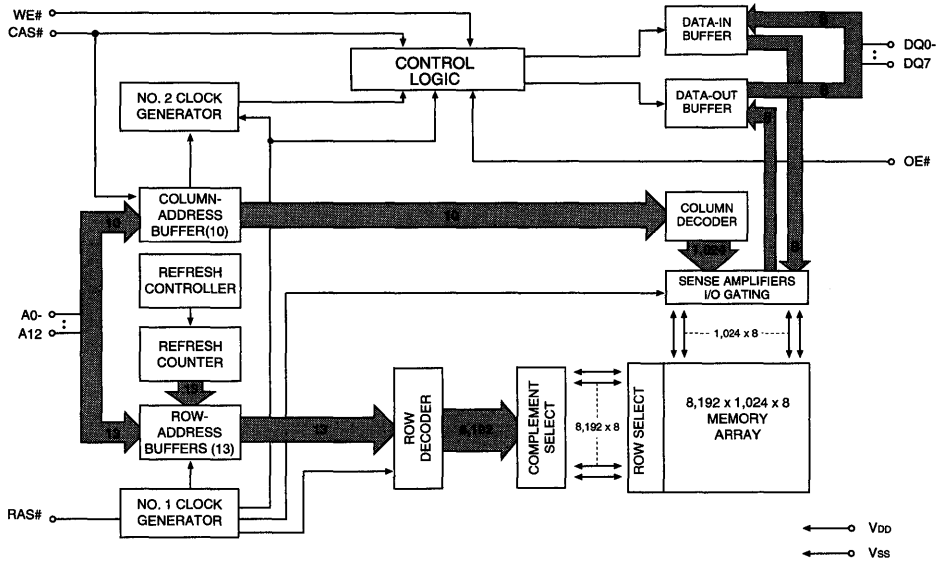 WE#
CAS#
CONTROL
LOGIC
DATA-IN
BUFFER
8
DQ0-
DQ7
NO. 2 CLOCK
GENERATOR
DATA-OUT
BUFFER
8
8
OE#
COLUMN-
ADDRESS
BUFFER(10)
10
10
COLUMN
DECODER
1,024
8
REFRESH
CONTROLLER
SENSE AMPLIFIERS
I/O GATING
A0-
A12
1,024 x 8
REFRESH
COUNTER
13
ROW-
ADDRESS
BUFFERS (13)
13
13
ROW
DECODER
8,192
COMPLEMENT
SELECT
8,192 x 8
ROW SELECT
8,192 x 1,024 x 8
MEMORY
ARRAY
RAS#
NO. 1 CLOCK
GENERATOR
VDD
VSS